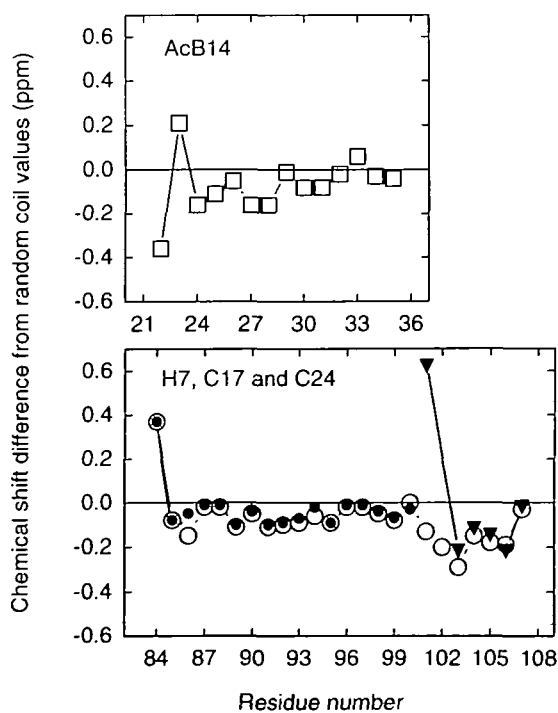 0.6
AcB14
0.4
0.2
0.0
-0.2
-0.4
-0.6
21 24 27 30 33 36
Chemical shift difference from random coil values (ppm)
0.6
H7, C17 and C24
0.4
0.2
0.0
-0.2
-0.4
-0.6
84 87 90 93 96 99 102 105 108
Residue number